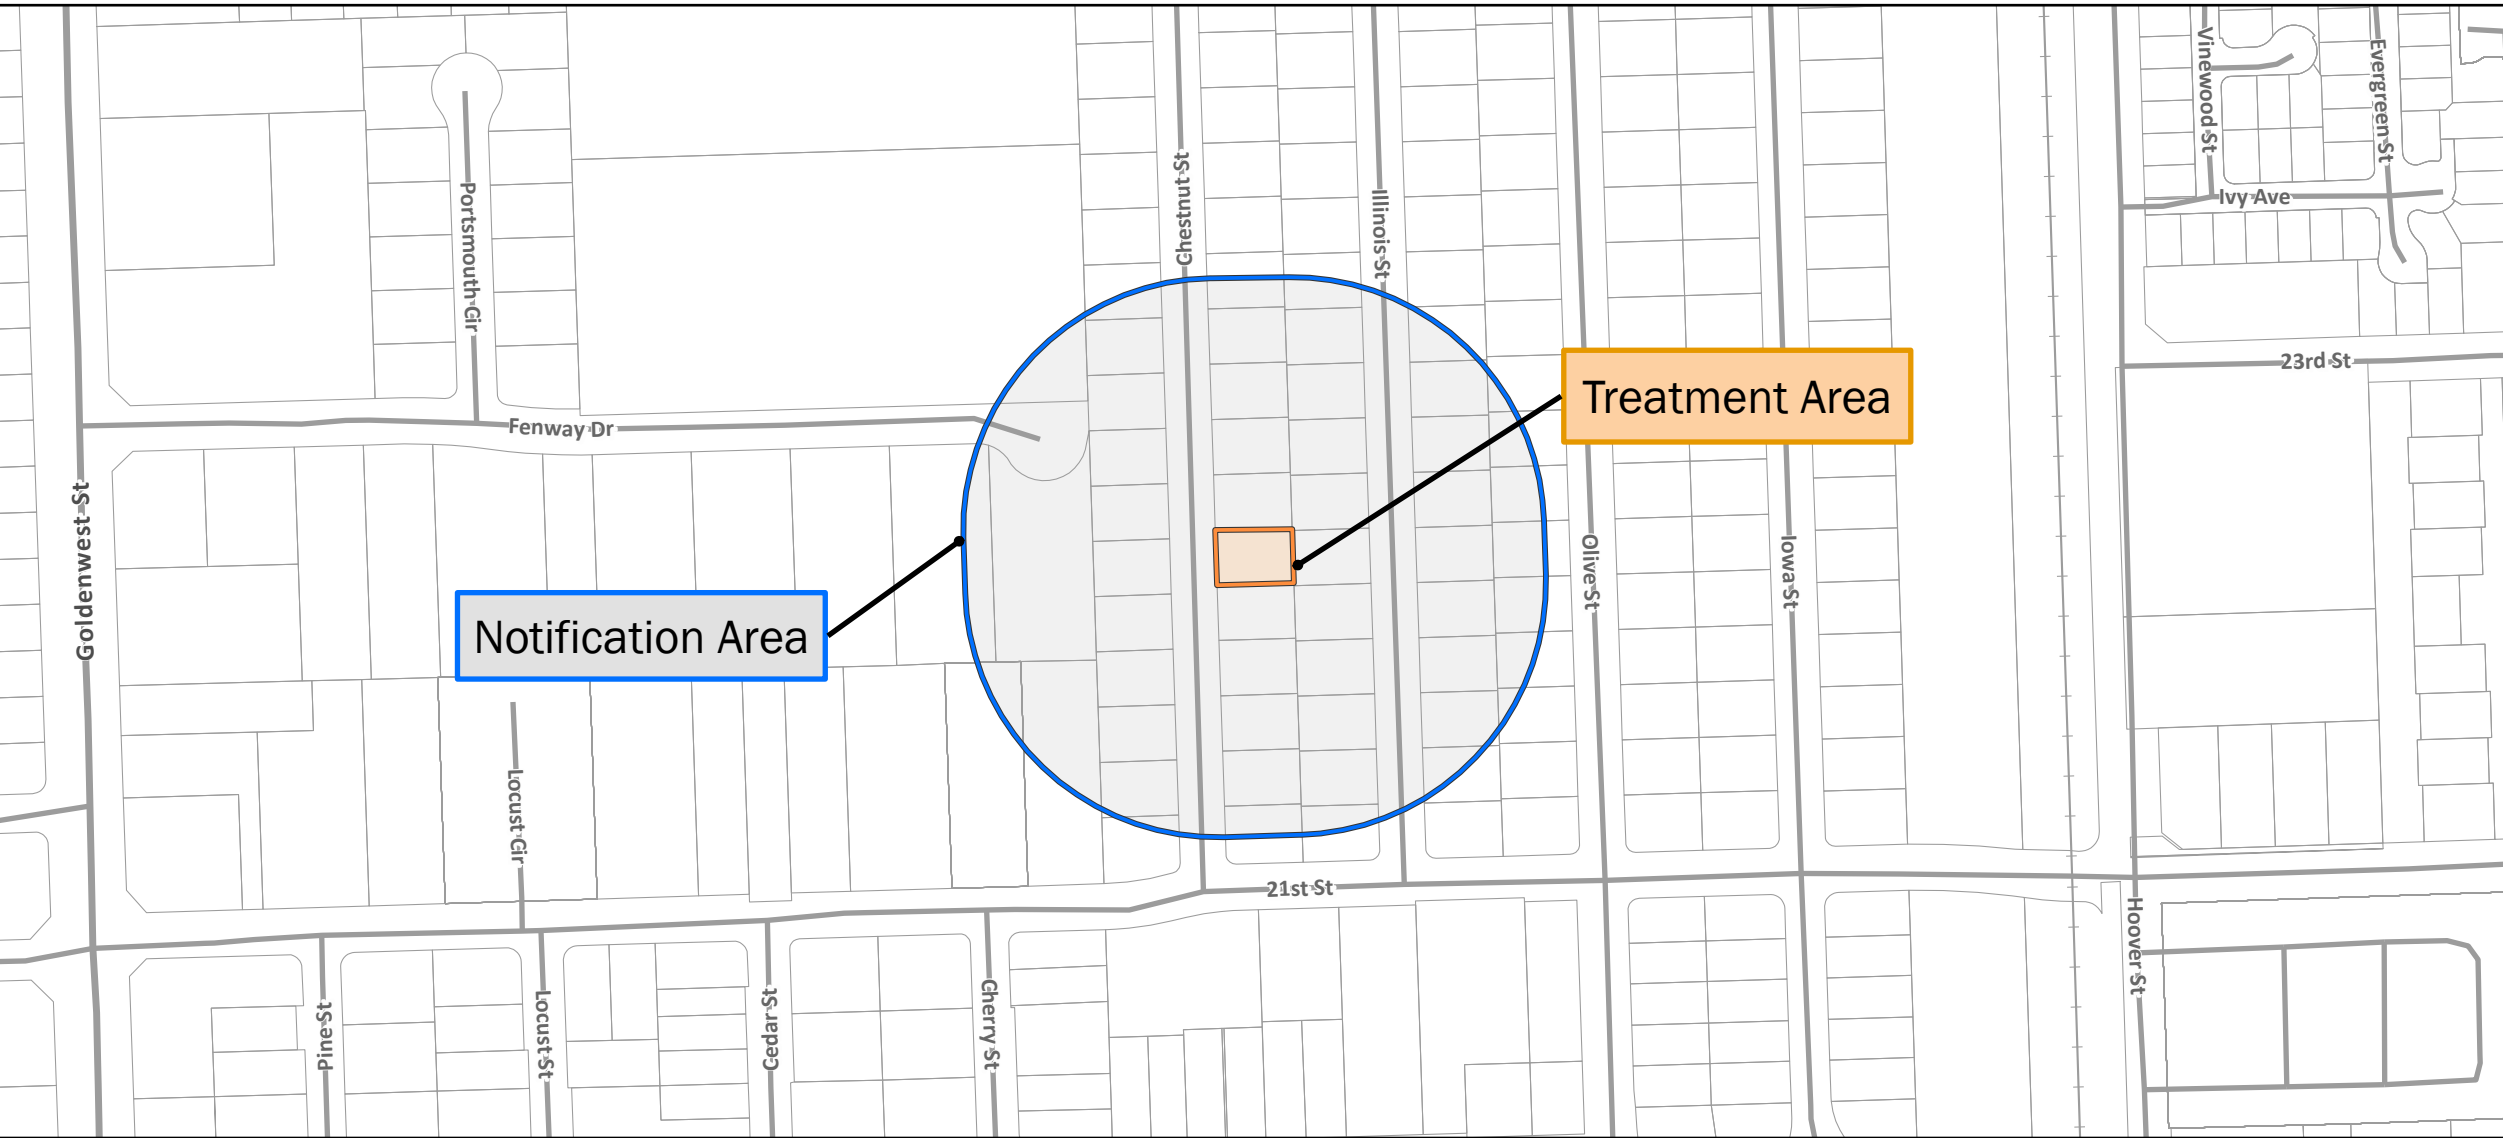 Vinewood St
Evergreen St
Chestnut St
Illinois St
Portsmouth Cir
Ivy Ave
23rd St
Treatment Area
Fenway Dr
Goldenwest St
Olive St
Iowa St
Notification Area
Locust Cir
21st St
Hoover St
Pine St
Locust St
Cedar St
Cherry St